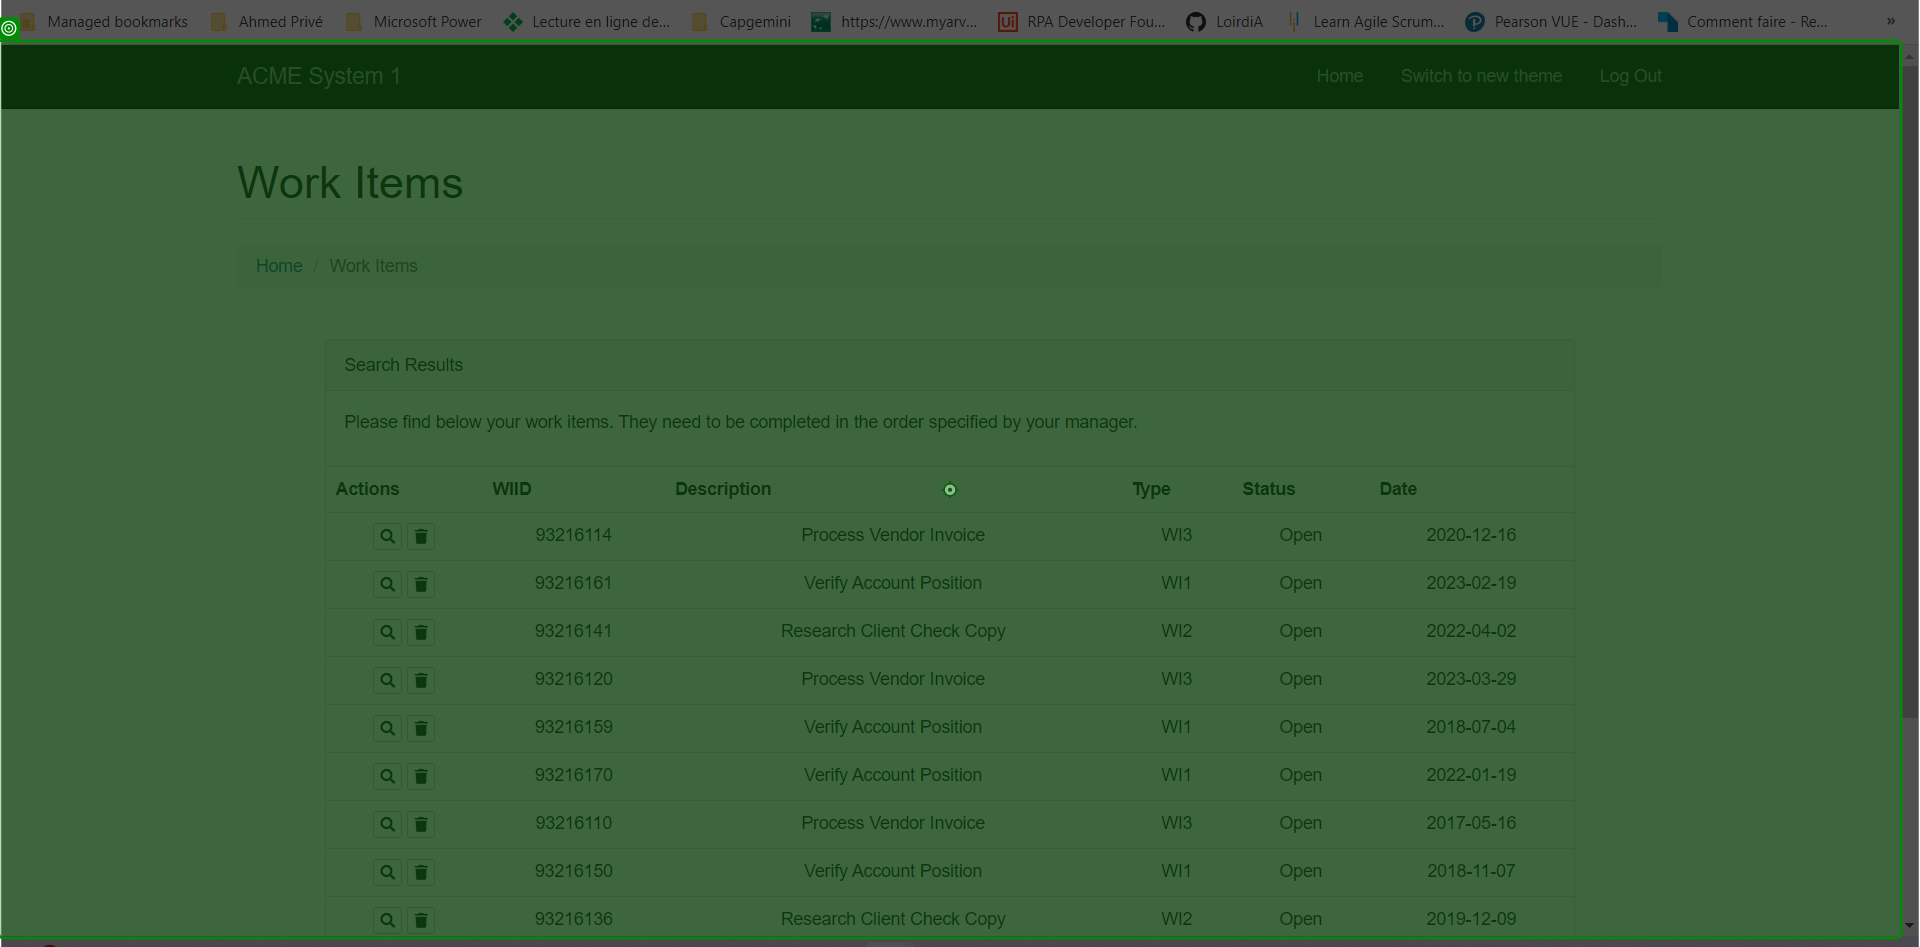 Managed bookmarks Ahmed Privé Microsoft Power Lecture en ligne de... Capgemini https://www.myarv... Ui RPA Developer Fou... LoirdiA Learn Agile Scrum... Pearson VUE - Dash... Comment faire - Re... »
ACME System 1 Home Switch to new theme Log Out
Work Items
Home / Work Items
Search Results
Please find below your work items. They need to be completed in the order specified by your manager.
Actions WIID Description Type Status Date
93216114 Process Vendor Invoice WI3 Open 2020-12-16
93216161 Verify Account Position WI1 Open 2023-02-19
93216141 Research Client Check Copy WI2 Open 2022-04-02
93216120 Process Vendor Invoice WI3 Open 2023-03-29
93216159 Verify Account Position WI1 Open 2018-07-04
93216170 Verify Account Position WI1 Open 2022-01-19
93216110 Process Vendor Invoice WI3 Open 2017-05-16
93216150 Verify Account Position WI1 Open 2018-11-07
93216136 Research Client Check Copy WI2 Open 2019-12-09